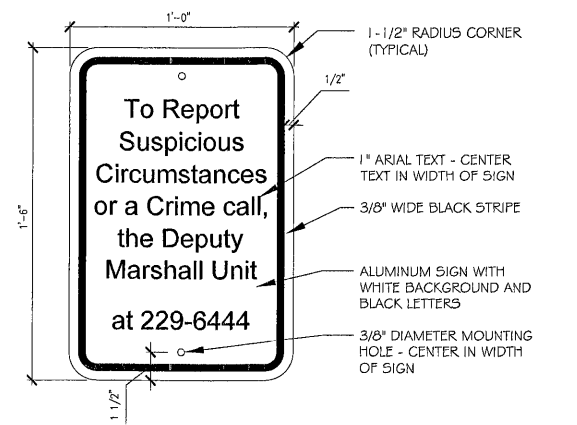 1'-0"
1-1/2" RADIUS CORNER
(TYPICAL)
1/2"
To Report
Suspicious
Circumstances
or a Crime call,
the Deputy
Marshall Unit
at 229-6444
1" ARIAL TEXT - CENTER
TEXT IN WIDTH OF SIGN
3/8" WIDE BLACK STRIPE
ALUMINUM SIGN WITH
WHITE BACKGROUND AND
BLACK LETTERS
3/8" DIAMETER MOUNTING
HOLE - CENTER IN WIDTH
OF SIGN
1'-6"
1 1/2"